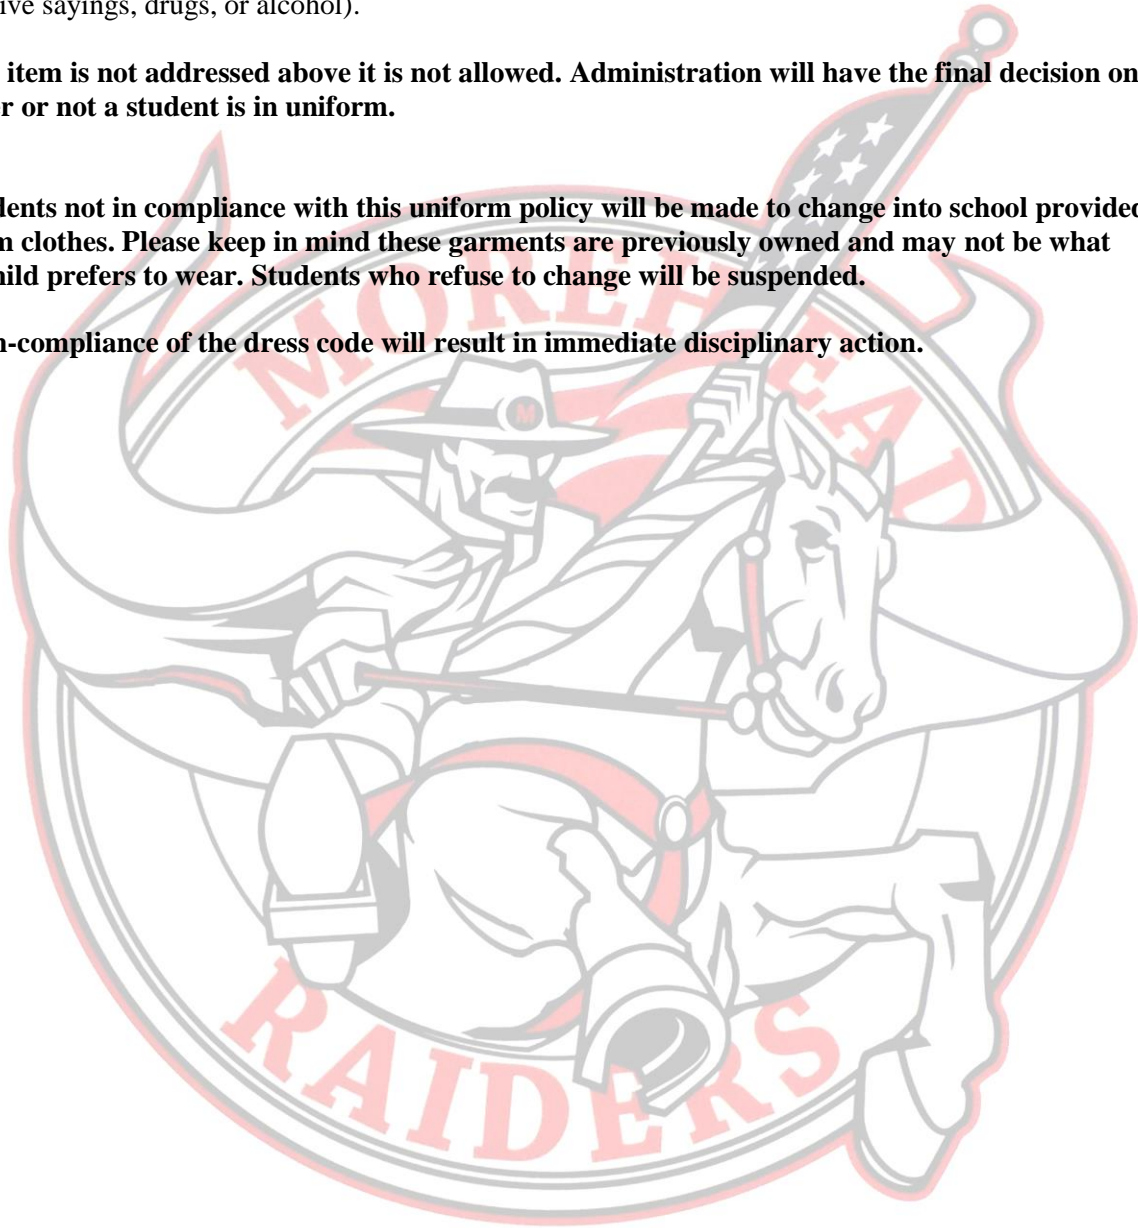 ive sayings, drugs, or alcohol).
item is not addressed above it is not allowed. Administration will have the final decision on
er or not a student is in uniform.
dents not in compliance with this uniform policy will be made to change into school provided
m clothes. Please keep in mind these garments are previously owned and may not be what
hild prefers to wear. Students who refuse to change will be suspended.
n-compliance of the dress code will result in immediate disciplinary action.
MOREHEAD
M
RAIDERS